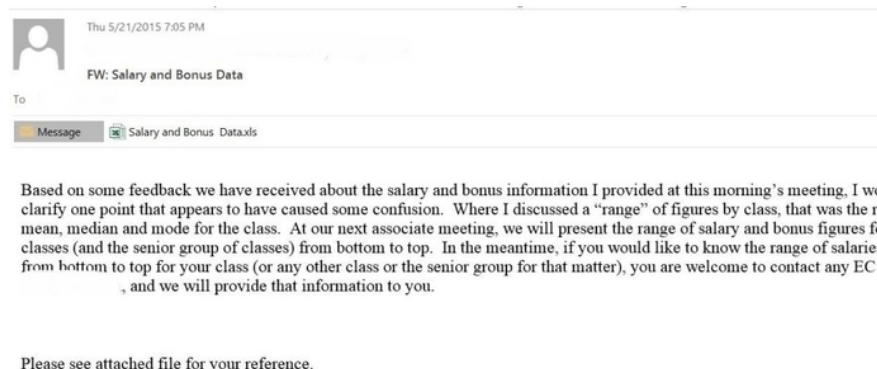 Thu 5/21/2015 7:05 PM
FW: Salary and Bonus Data
To
Message Salary and Bonus Data.xls
Based on some feedback we have received about the salary and bonus information I provided at this morning's meeting, I
clarify one point that appears to have caused some confusion. Where I discussed a “range” of figures by class, that was the
mean, median and mode for the class. At our next associate meeting, we will present the range of salary and bonus figures
classes (and the senior group of classes) from bottom to top. In the meantime, if you would like to know the range of
from bottom to top for your class (or any other class or the senior group for that matter), you are welcome to contact any EC
, and we will provide that information to you.
Please see attached file for your reference.